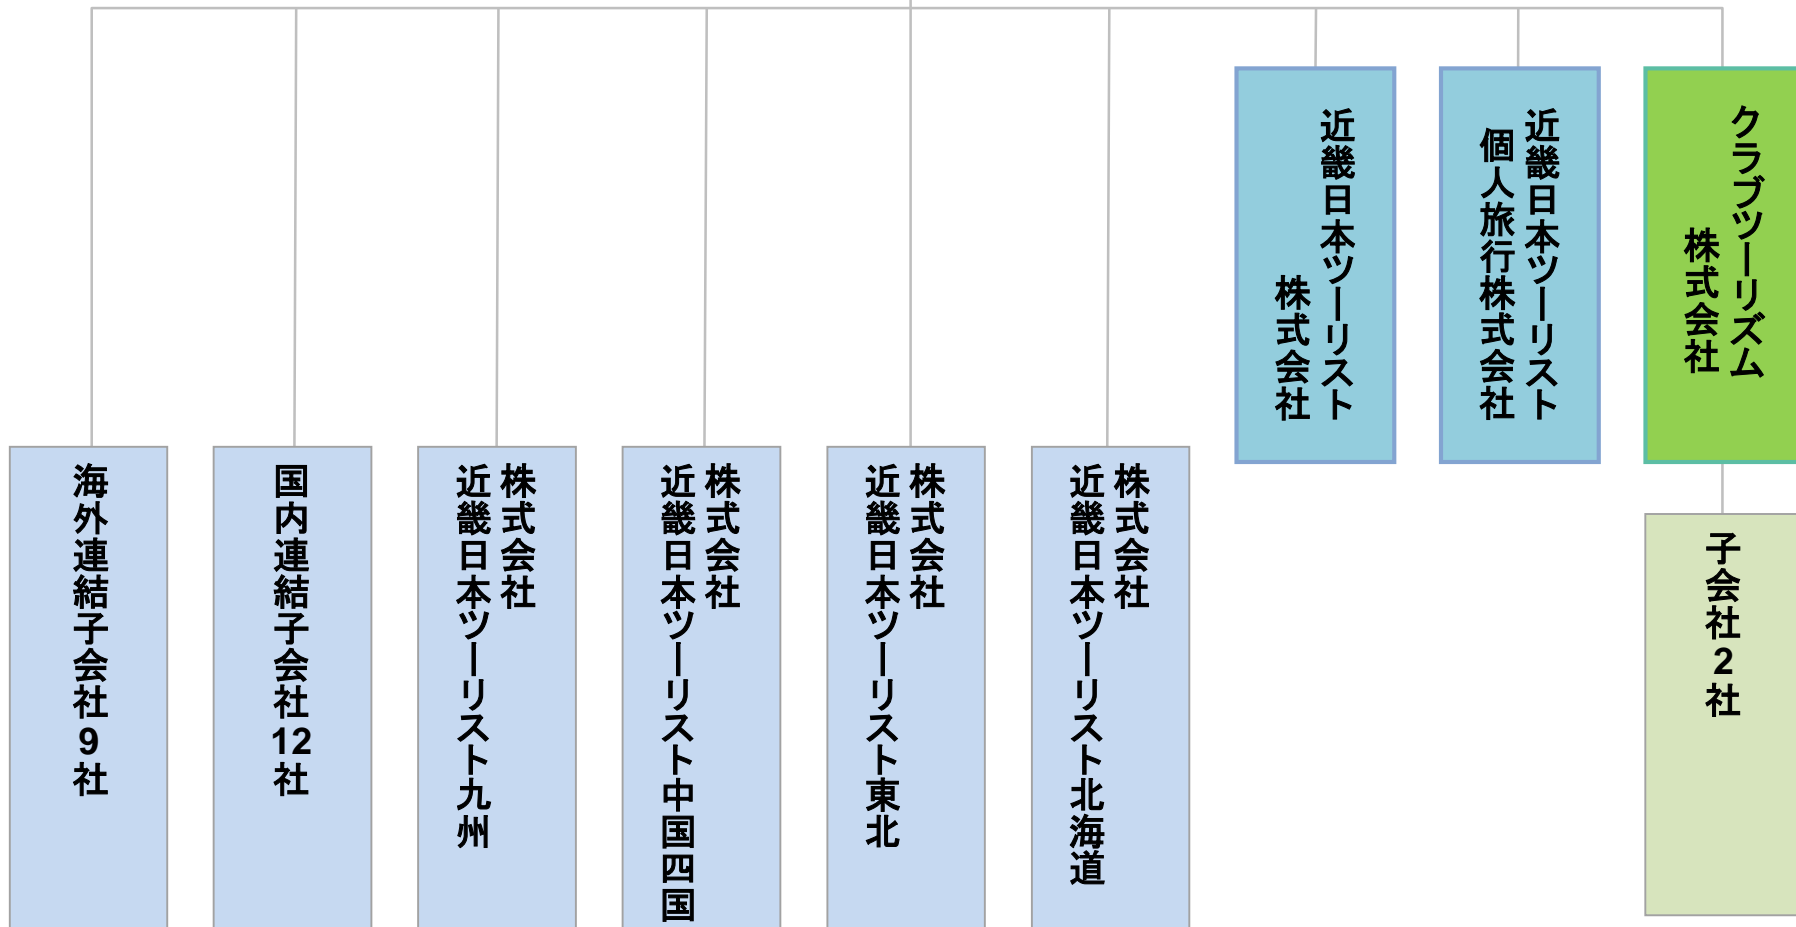 クラブツーリズム
株式会社
近畿日本ツーリスト
個人旅行株式会社
近畿日本ツーリスト
株式会社
株式会社
近畿日本ツーリスト北海道
株式会社
近畿日本ツーリスト東北
株式会社
近畿日本ツーリスト中国四国
株式会社
近畿日本ツーリスト九州
国内連結子会社12社
海外連結子会社9社
子会社2社